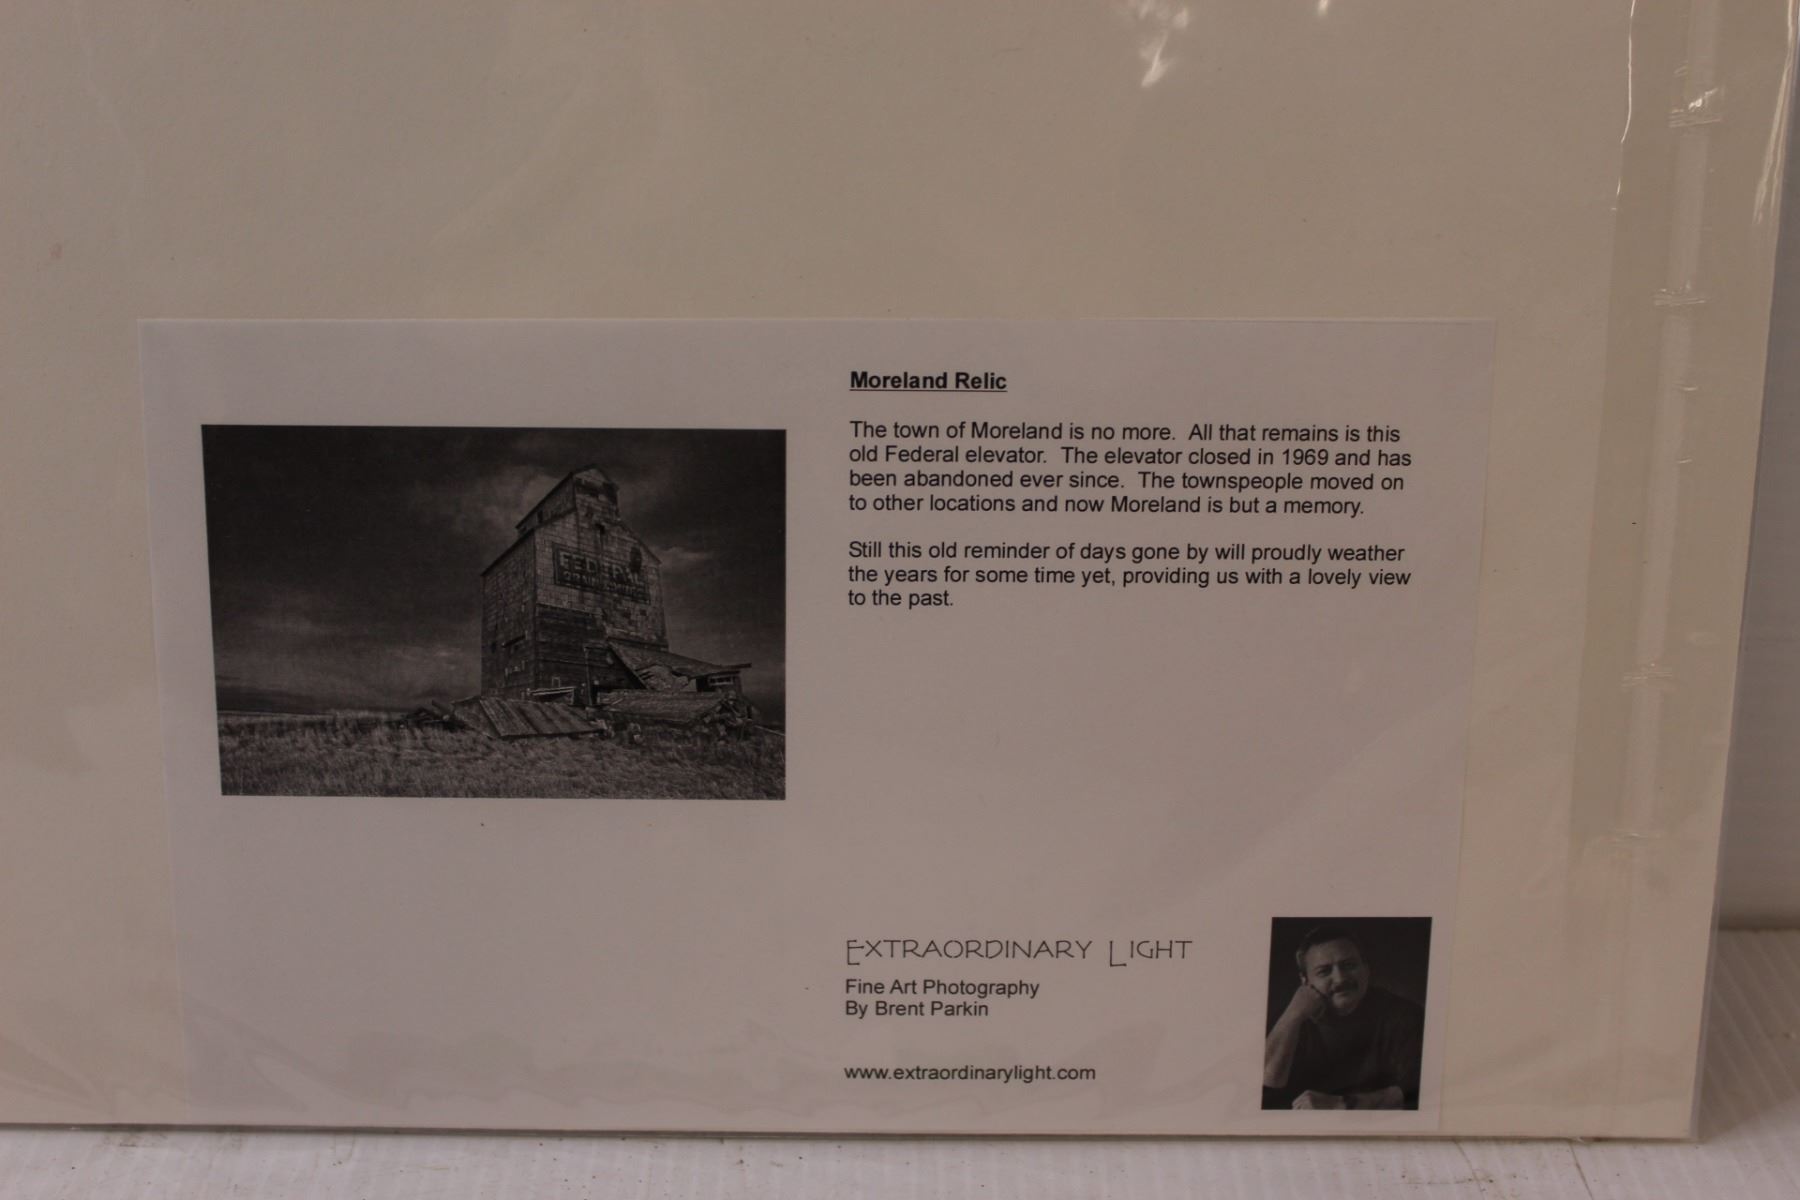 Moreland Relic
The town of Moreland is no more. All that remains is this
old Federal elevator. The elevator closed in 1969 and has
been abandoned ever since. The townspeople moved on
to other locations and now Moreland is but a memory.
Still this old reminder of days gone by will proudly weather
the years for some time yet, providing us with a lovely view
to the past.
FEDERAL
GRAIN
EXTRAORDINARY LIGHT
Fine Art Photography
By Brent Parkin
www.extraordinarylight.com